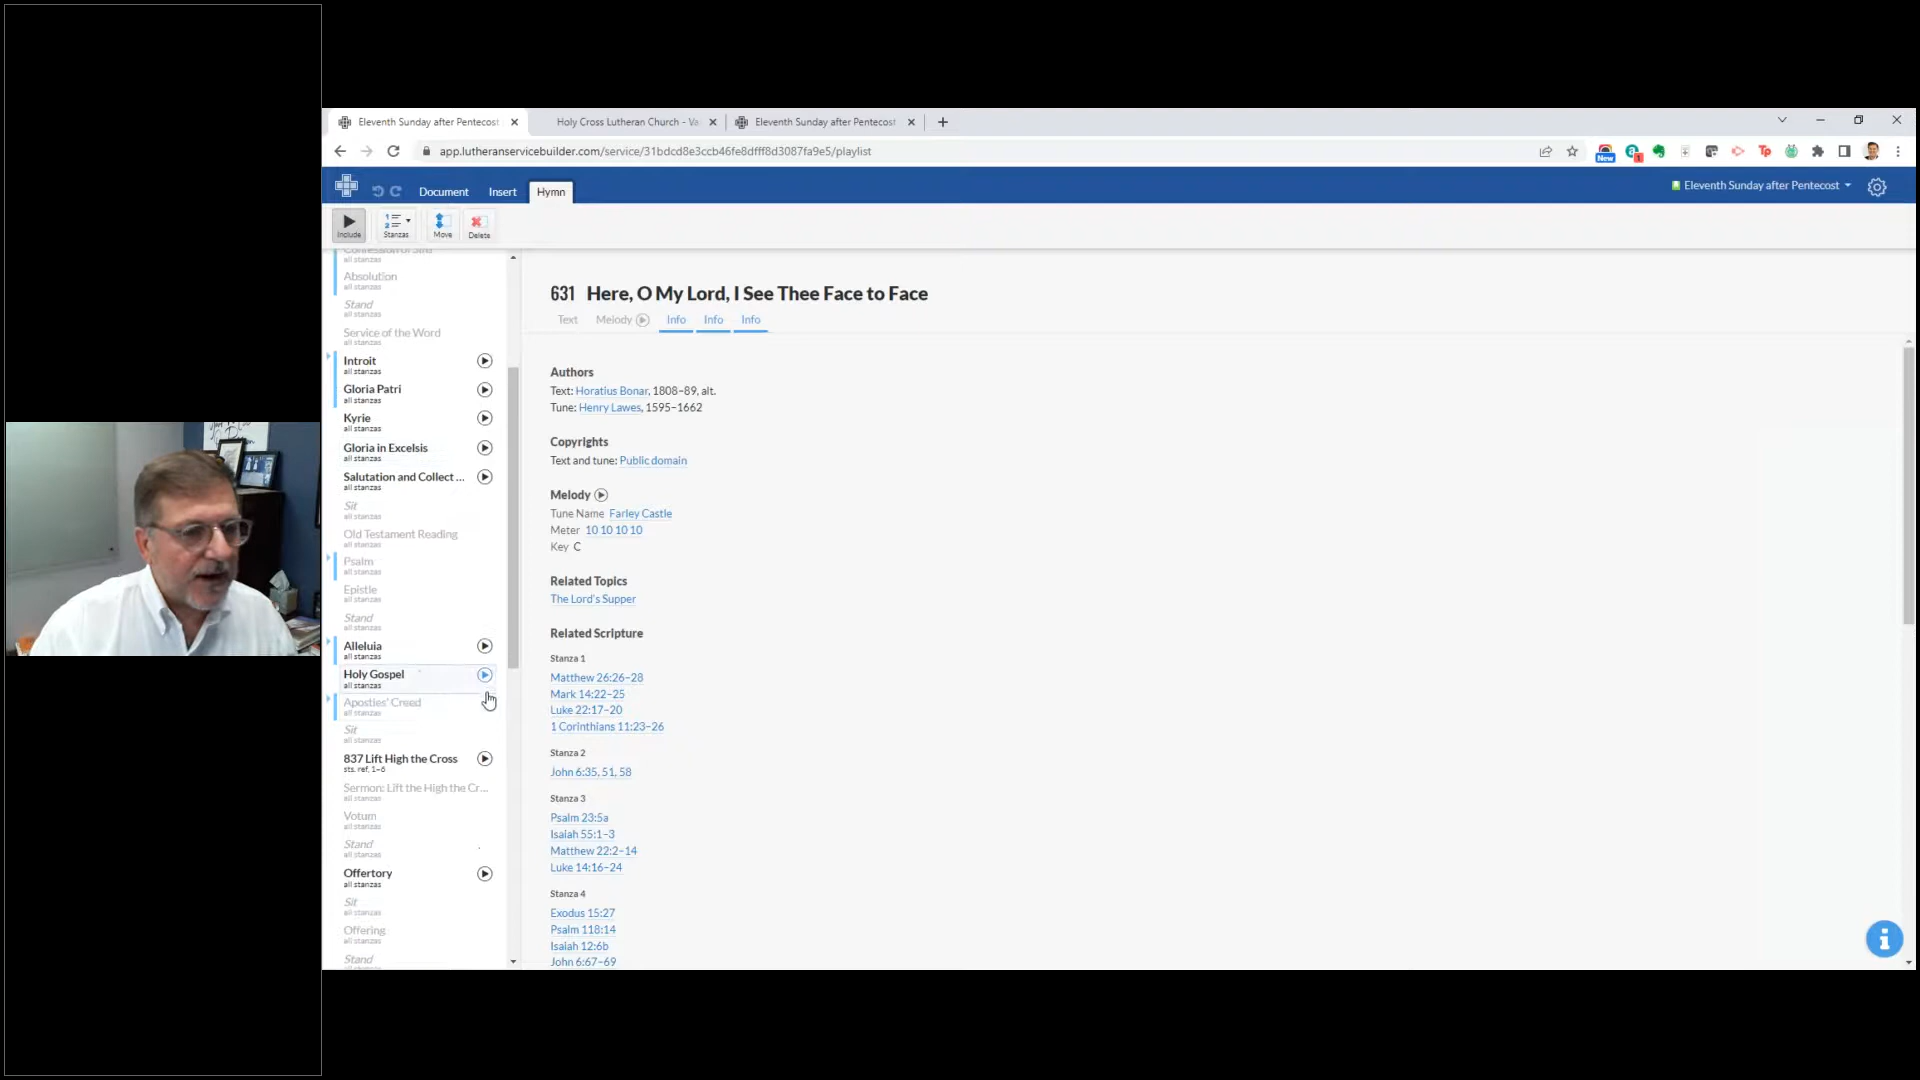 Eleventh Sunday after Pentecost
Holy Cross Lutheran Church - Va
Eleventh Sunday after Pentecost
app.lutheranservicebuilder.com/service/31bdcd8e3ccb46fe8dfff8d3087fa9e5/playlist
New
1
Tp
Document
Insert
Hymn
Eleventh Sunday after Pentecost
Include
Stanzas
Move
Delete
Confession of Sins
all stanzas
Absolution
all stanzas
Stand
all stanzas
Service of the Word
all stanzas
Introit
all stanzas
Gloria Patri
all stanzas
Kyrie
all stanzas
Gloria in Excelsis
all stanzas
Salutation and Collect ...
all stanzas
Sit
all stanzas
Old Testament Reading
all stanzas
Psalm
all stanzas
Epistle
all stanzas
Stand
all stanzas
Alleluia
all stanzas
Holy Gospel
all stanzas
Apostles' Creed
all stanzas
Sit
all stanzas
837 Lift High the Cross
sts. ref, 1–6
Sermon: Lift the High the Cr...
all stanzas
Votum
all stanzas
Stand
all stanzas
Offertory
all stanzas
Sit
all stanzas
Offering
all stanzas
Stand
all stanzas
631 Here, O My Lord, I See Thee Face to Face
Text Melody Info Info Info
Authors
Text: Horatius Bonar, 1808–89, alt.
Tune: Henry Lawes, 1595–1662
Copyrights
Text and tune: Public domain
Melody
Tune Name Farley Castle
Meter 10 10 10 10
Key C
Related Topics
The Lord's Supper
Related Scripture
Stanza 1
Matthew 26:26–28
Mark 14:22–25
Luke 22:17–20
1 Corinthians 11:23–26
Stanza 2
John 6:35, 51, 58
Stanza 3
Psalm 23:5a
Isaiah 55:1–3
Matthew 22:2–14
Luke 14:16–24
Stanza 4
Exodus 15:27
Psalm 118:14
Isaiah 12:6b
John 6:67–69